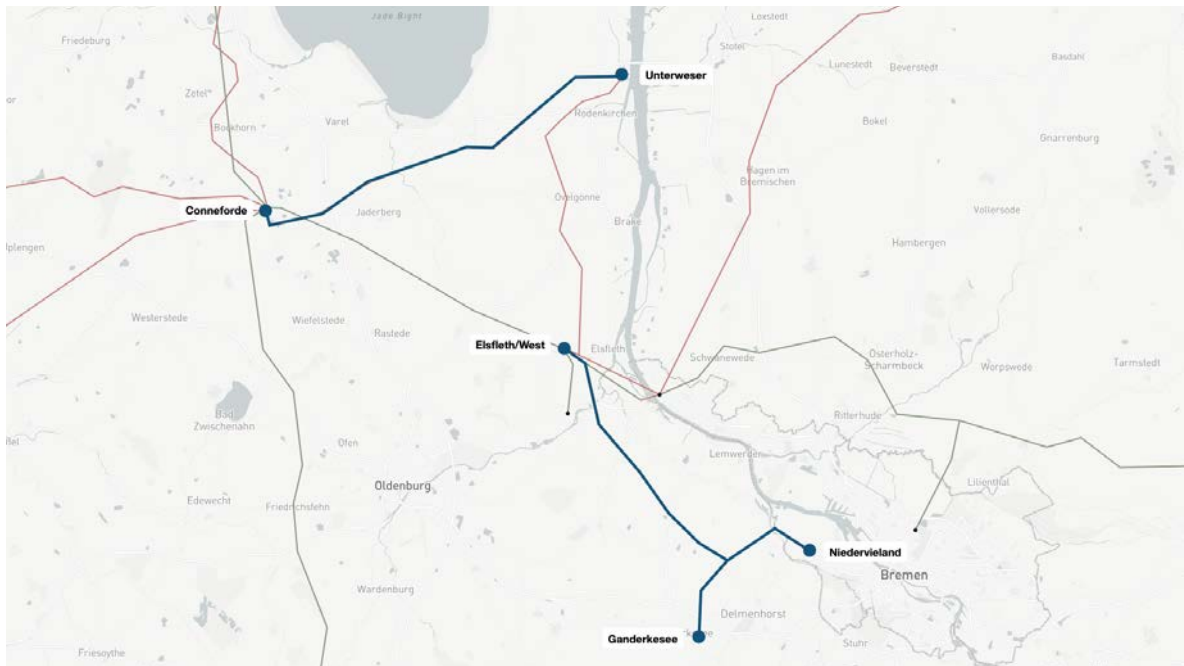 Jade Bight
Loxstedt
Friedeburg
Stotel
Lunestedt
Beverstedt
Basdahl
Unterweser
Zetel
Rodenkirchen
Bockhorn
Varel
Bokel
Gnarrenburg
Hagen im
Bremischen
Ovelgönne
Conneforde
Jaderberg
Vollersode
Brake
Uplengen
Hambergen
Westerstede
Wiefelstede
Rastede
Elsfleth/West
Elsfleth
Schwanewede
Osterholz-
Scharmbeck
Worpswede
Tarmstedt
Bad
Zwischenahn
Ritterhude
Ofen
Lemwerder
Oldenburg
Lilienthal
Edewecht
Friedrichsfehn
Niedervieland
Bremen
Wardenburg
Delmenhorst
Ganderkesee
Stuhr
Friesoythe